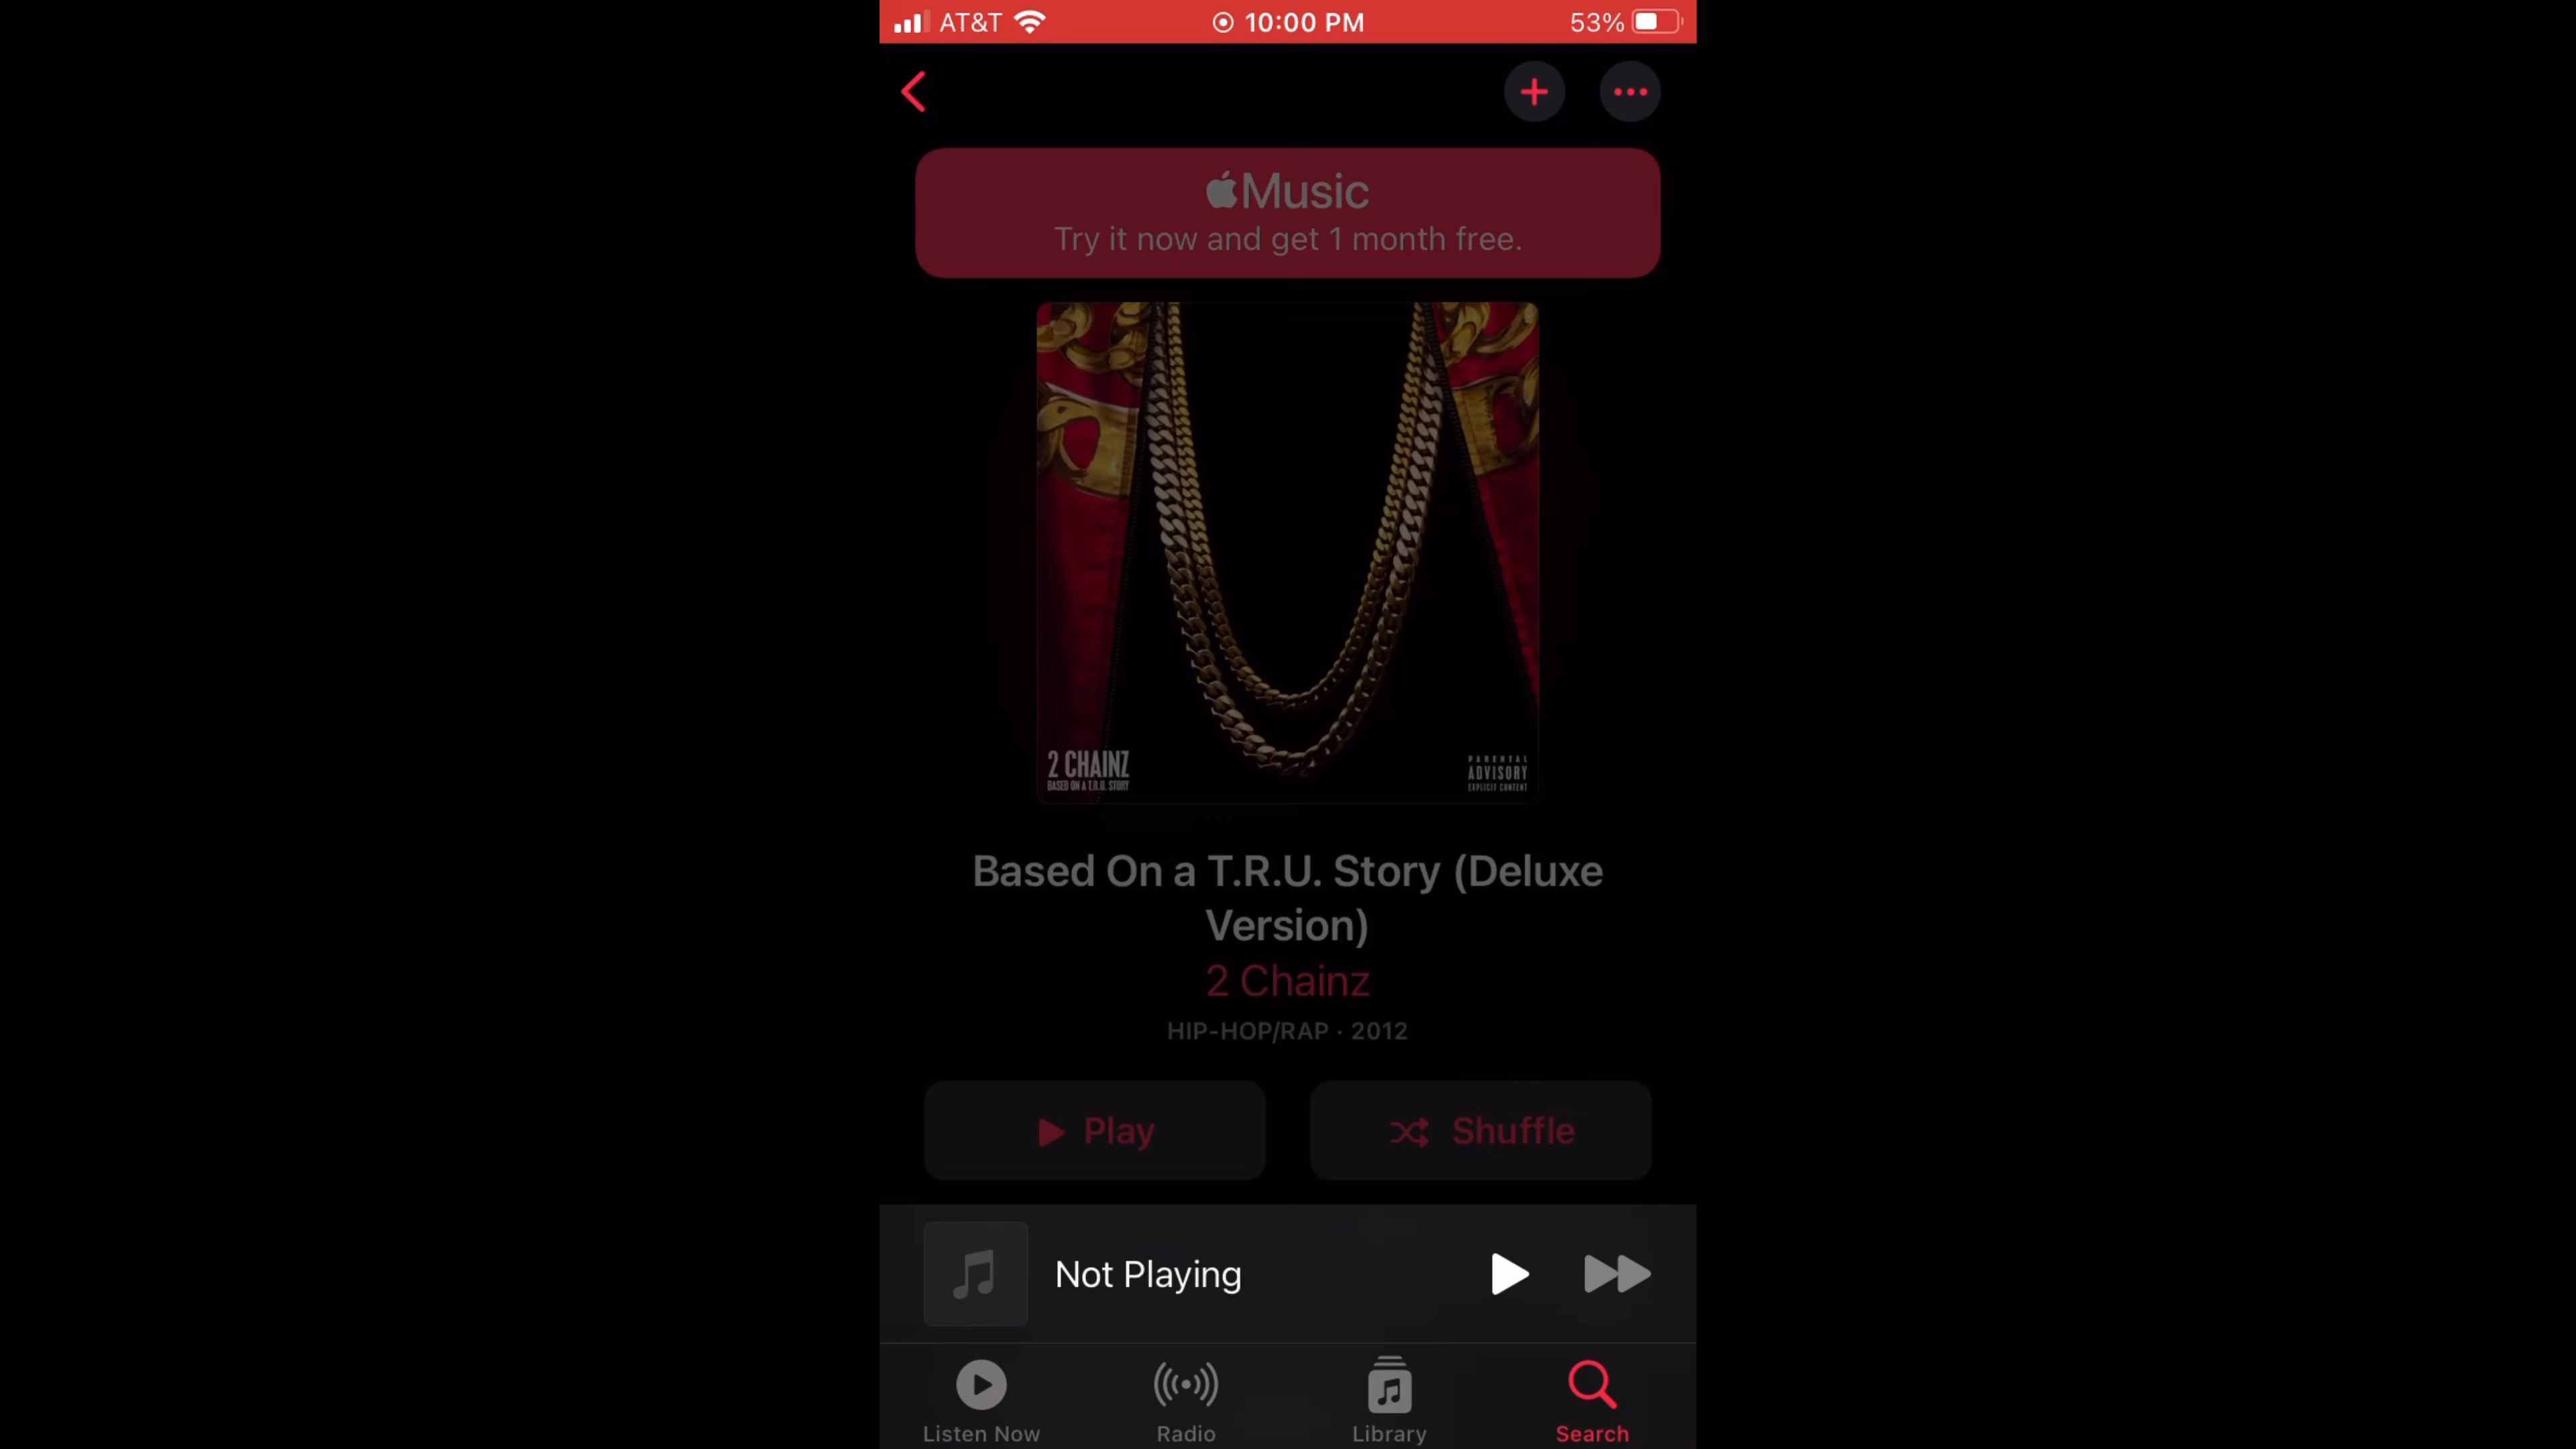 AT&T 10:00 PM 53%
Music
Try it now and get 1 month free.
2 CHAINZ
BASED ON A T.R.U. STORY
PARENTAL
ADVISORY
EXPLICIT CONTENT
Based On a T.R.U. Story (Deluxe
Version)
2 Chainz
HIP-HOP/RAP · 2012
Play Shuffle
Not Playing
Listen Now Radio Library Search